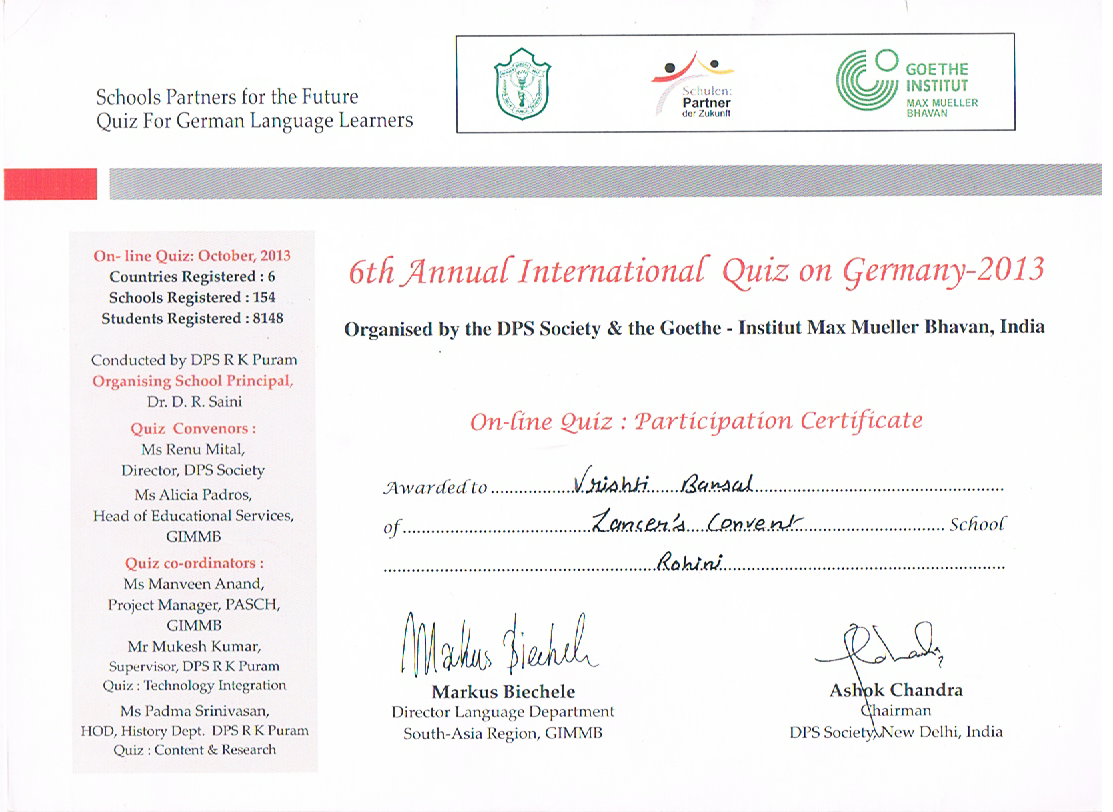 Schools Partners for the Future
Quiz For German Language Learners
Schulen:
Partner
der Zukunft
GOETHE
INSTITUT
MAX MUELLER
BHAVAN
On- line Quiz: October, 2013
Countries Registered : 6
Schools Registered : 154
Students Registered : 8148
Conducted by DPS R K Puram
Organising School Principal,
Dr. D. R. Saini
Quiz Convenors :
Ms Renu Mital,
Director, DPS Society
Ms Alicia Padros,
Head of Educational Services,
GIMMB
Quiz co-ordinators :
Ms Manveen Anand,
Project Manager, PASCH,
GIMMB
Mr Mukesh Kumar,
Supervisor, DPS R K Puram
Quiz : Technology Integration
Ms Padma Srinivasan,
HOD, History Dept. DPS R K Puram
Quiz : Content & Research
6th Annual International Quiz on Germany-2013
Organised by the DPS Society & the Goethe - Institut Max Mueller Bhavan, India
On-line Quiz : Participation Certificate
Awarded to Vrishti Bansal
of Lancer's Convent School
Rohini
Markus Biechele
Markus Biechele
Director Language Department
South-Asia Region, GIMMB
Ashok Chandra
Chairman
DPS Society, New Delhi, India